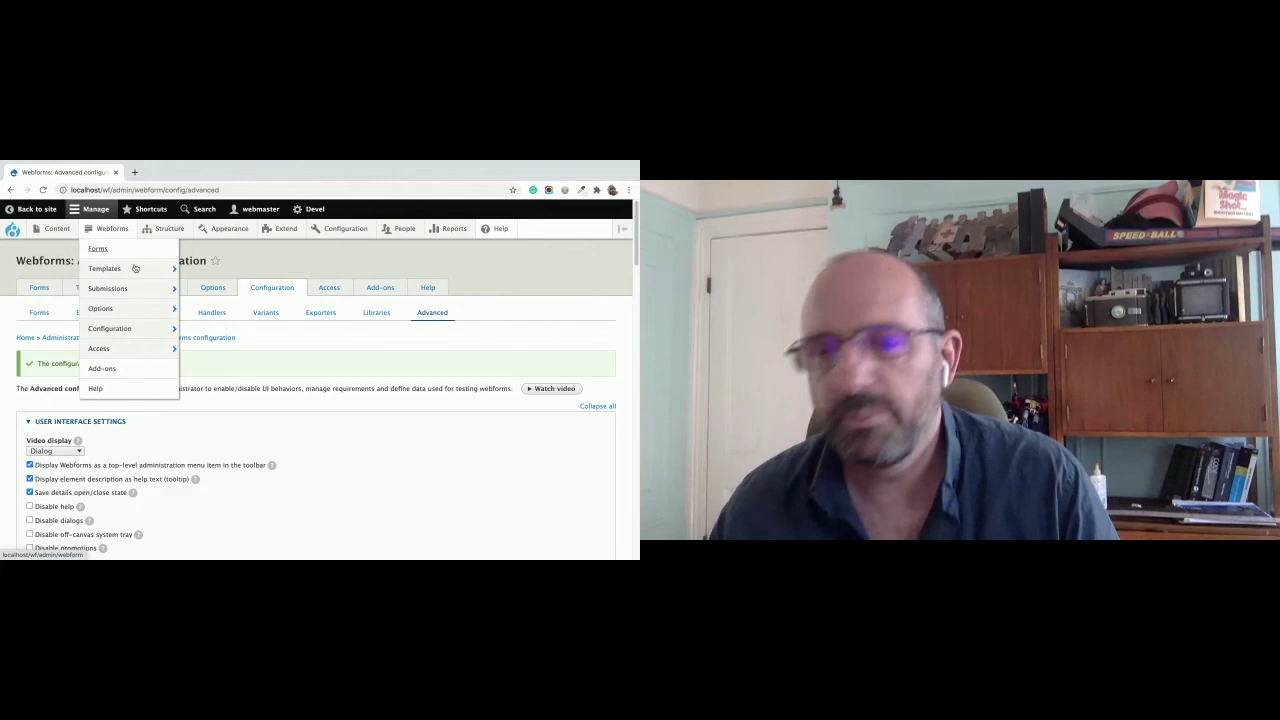 Webforms: Advanced configur
localhost/wf/admin/webform/config/advanced
Back to site Manage Shortcuts Search webmaster Devel
Content Webforms Structure Appearance Extend Configuration People Reports Help
Forms
Templates
Submissions
Options
Configuration
Access
Add-ons
Help
Webforms: ration
Forms Options Configuration Access Add-ons Help
Forms Handlers Variants Exporters Libraries Advanced
Home » Administrat rms configuration
The configura
The Advanced conf istrator to enable/disable UI behaviors, manage requirements and define data used for testing webforms. Watch video
Collapse all
USER INTERFACE SETTINGS
Video display
Dialog
Display Webforms as a top-level administration menu item in the toolbar
Display element description as help text (tooltip)
Save details open/close state
Disable help
Disable dialogs
Disable off-canvas system tray
Disable promotions
localhost/wf/admin/webform
Magic
Shot
SHOOTING GALLERY
SPEED-BALL